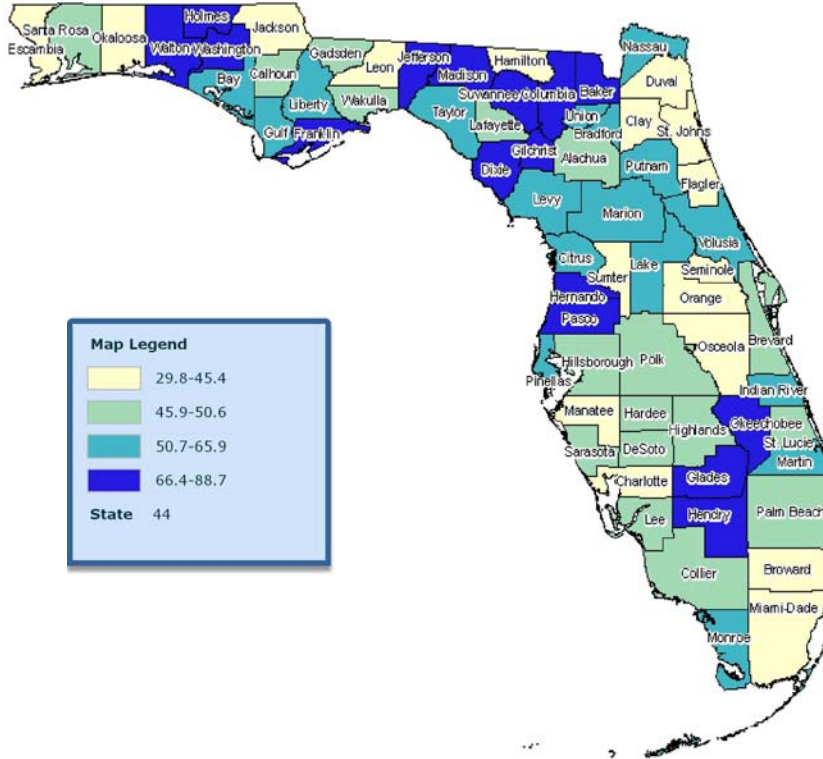 Holmes
Jackson
Santa Rosa
Okaloosa
Escambia
Walton
Washington
Gadsden
Leon
Jefferson
Madison
Hamilton
Nassau
Bay
Calhoun
Liberty
Wakulla
Suwannee
Columbia
Baker
Duval
Gulf
Franklin
Taylor
Lafayette
Union
Bradford
Clay
St. Johns
Dixie
Gilchrist
Alachua
Putnam
Flagler
Levy
Marion
Volusia
Citrus
Sumter
Lake
Seminole
Hernando
Orange
Pasco
Osceola
Brevard
Hillsborough
Polk
Pinellas
Indian River
Manatee
Hardee
Highlands
Okeechobee
St. Lucie
Sarasota
DeSoto
Martin
Charlotte
Glades
Lee
Hendry
Palm Beach
Collier
Broward
Miami-Dade
Monroe
Map Legend
29.8-45.4
45.9-50.6
50.7-65.9
66.4-88.7
State 44